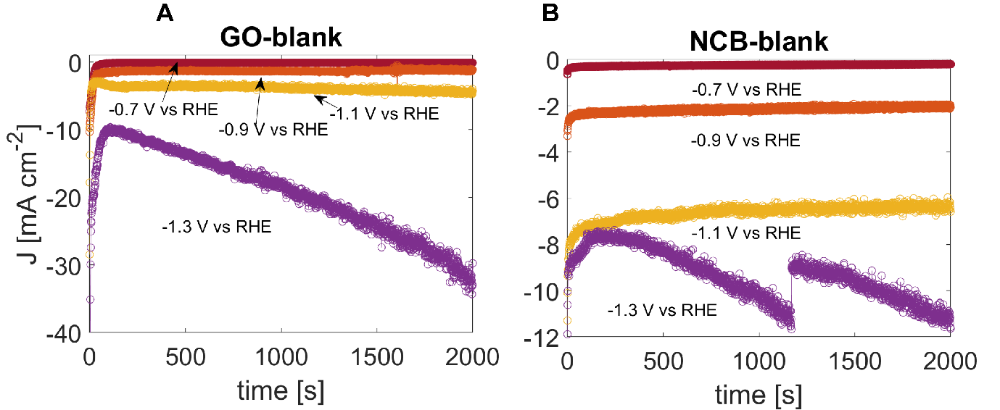 A
GO-blank
0
-10
-20
-30
-40
J [mA cm-2]
-0.7 V vs RHE
-0.9 V vs RHE
-1.1 V vs RHE
-1.3 V vs RHE
0 500 1000 1500 2000
time [s]
B
NCB-blank
0
-2
-4
-6
-8
-10
-12
-0.7 V vs RHE
-0.9 V vs RHE
-1.1 V vs RHE
-1.3 V vs RHE
0 500 1000 1500 2000
time [s]